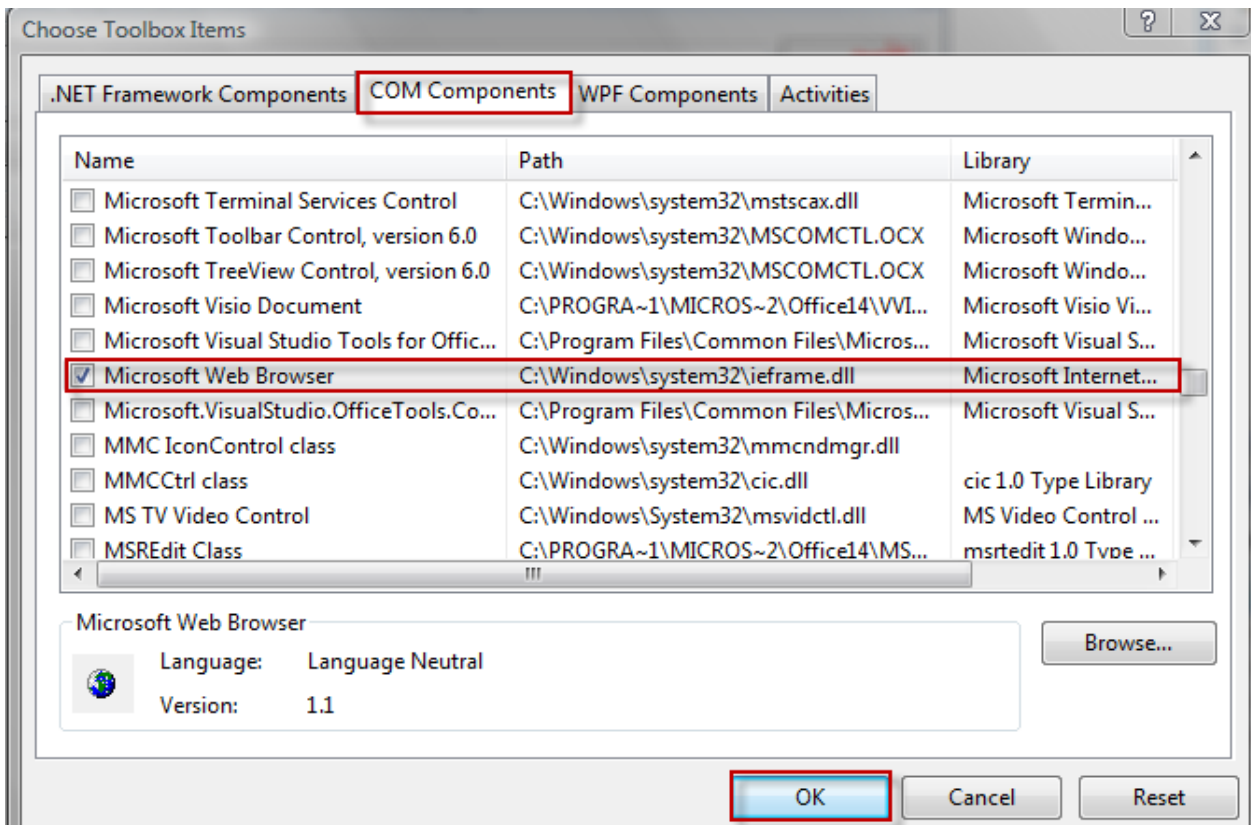 Choose Toolbox Items
.NET Framework Components COM Components WPF Components Activities
Name Path Library
Microsoft Terminal Services Control C:\Windows\system32\mstscax.dll Microsoft Termin...
Microsoft Toolbar Control, version 6.0 C:\Windows\system32\MSCOMCTL.OCX Microsoft Windo...
Microsoft TreeView Control, version 6.0 C:\Windows\system32\MSCOMCTL.OCX Microsoft Windo...
Microsoft Visio Document C:\PROGRA~1\MICROS~2\Office14\VVI... Microsoft Visio Vi...
Microsoft Visual Studio Tools for Offic... C:\Program Files\Common Files\Micros... Microsoft Visual S...
Microsoft Web Browser C:\Windows\system32\ieframe.dll Microsoft Internet...
Microsoft.VisualStudio.OfficeTools.Co... C:\Program Files\Common Files\Micros... Microsoft Visual S...
MMC IconControl class C:\Windows\system32\mmcndmgr.dll
MMCCtrl class C:\Windows\system32\cic.dll cic 1.0 Type Library
MS TV Video Control C:\Windows\System32\msvidctl.dll MS Video Control ...
MSREdit Class C:\PROGRA~1\MICROS~2\Office14\MS... msrtedit 1.0 Type ...
Microsoft Web Browser
Browse...
Language: Language Neutral
Version: 1.1
OK Cancel Reset